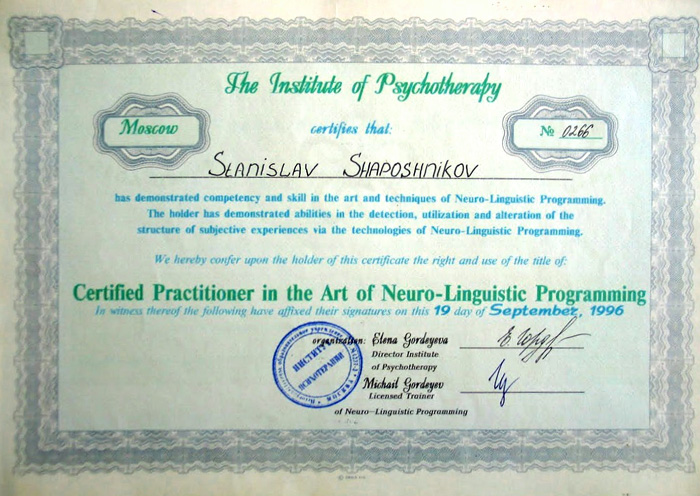 The Institute of Psychotherapy
Moscow
certifies that:
№ 0266
Stanislav Shaposhnikov
has demonstrated competency and skill in the art and techniques of Neuro-Linguistic Programming.
The holder has demonstrated abilities in the detection, utilization and alteration of the
structure of subjective experiences via the technologies of Neuro-Linguistic Programming.
We hereby confer upon the holder of this certificate the right and use of the title of:
Certified Practitioner in the Art of Neuro-Linguistic Programming
In witness thereof the following have affixed their signatures on this 19 day of September, 1996
organization: Elena Gordeyeva
Director Institute
of Psychotherapy
Michail Gordeyev
Licensed Trainer
of Neuro-Linguistic Programming
ИНСТИТУТ
ПСИХОТЕРАПИИ